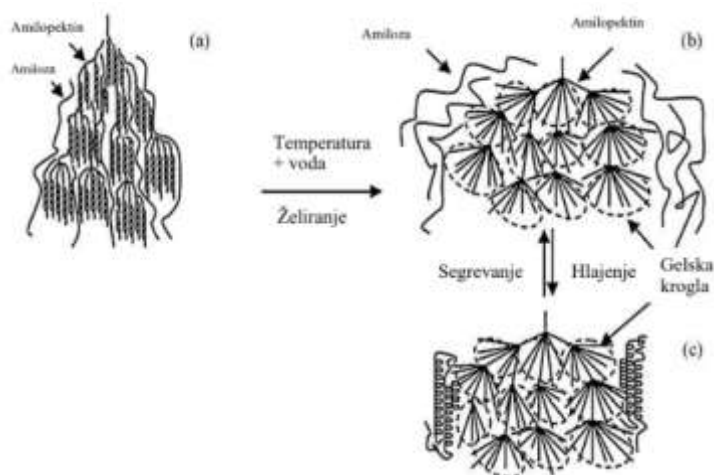 Amilopektin
(a)
Amiloza
Amiloza
Amilopektin
(b)
Temperatura
+ voda
Želiranje
Segrevanje
Hlajenje
Gelska
krogla
(c)